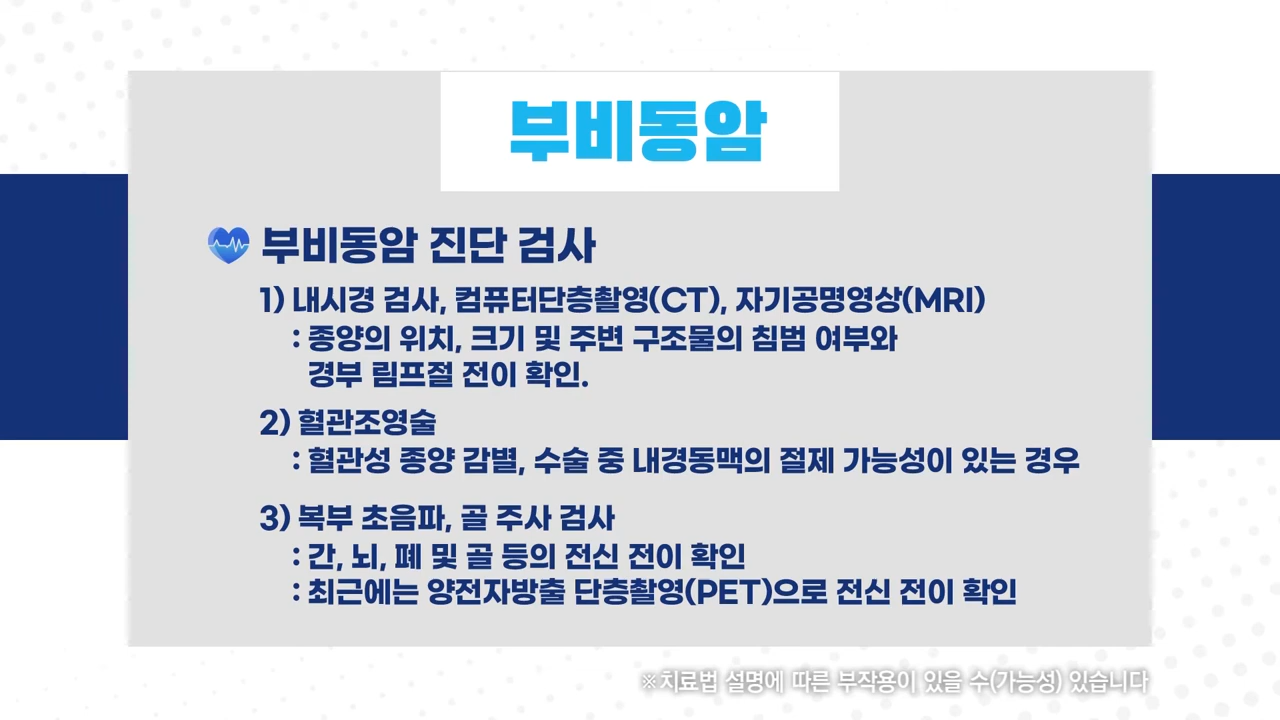 부비동암
부비동암 진단 검사
1) 내시경 검사, 컴퓨터단층촬영(CT), 자기공명영상(MRI)
: 종양의 위치, 크기 및 주변 구조물의 침범 여부와
경부 림프절 전이 확인.
2) 혈관조영술
: 혈관성 종양 감별, 수술 중 내경동맥의 절제 가능성이 있는 경우
3) 복부 초음파, 골 주사 검사
: 간, 뇌, 폐 및 골 등의 전신 전이 확인
: 최근에는 양전자방출 단층촬영(PET)으로 전신 전이 확인
※치료법 설명에 따른 부작용이 있을 수(가능성) 있습니다